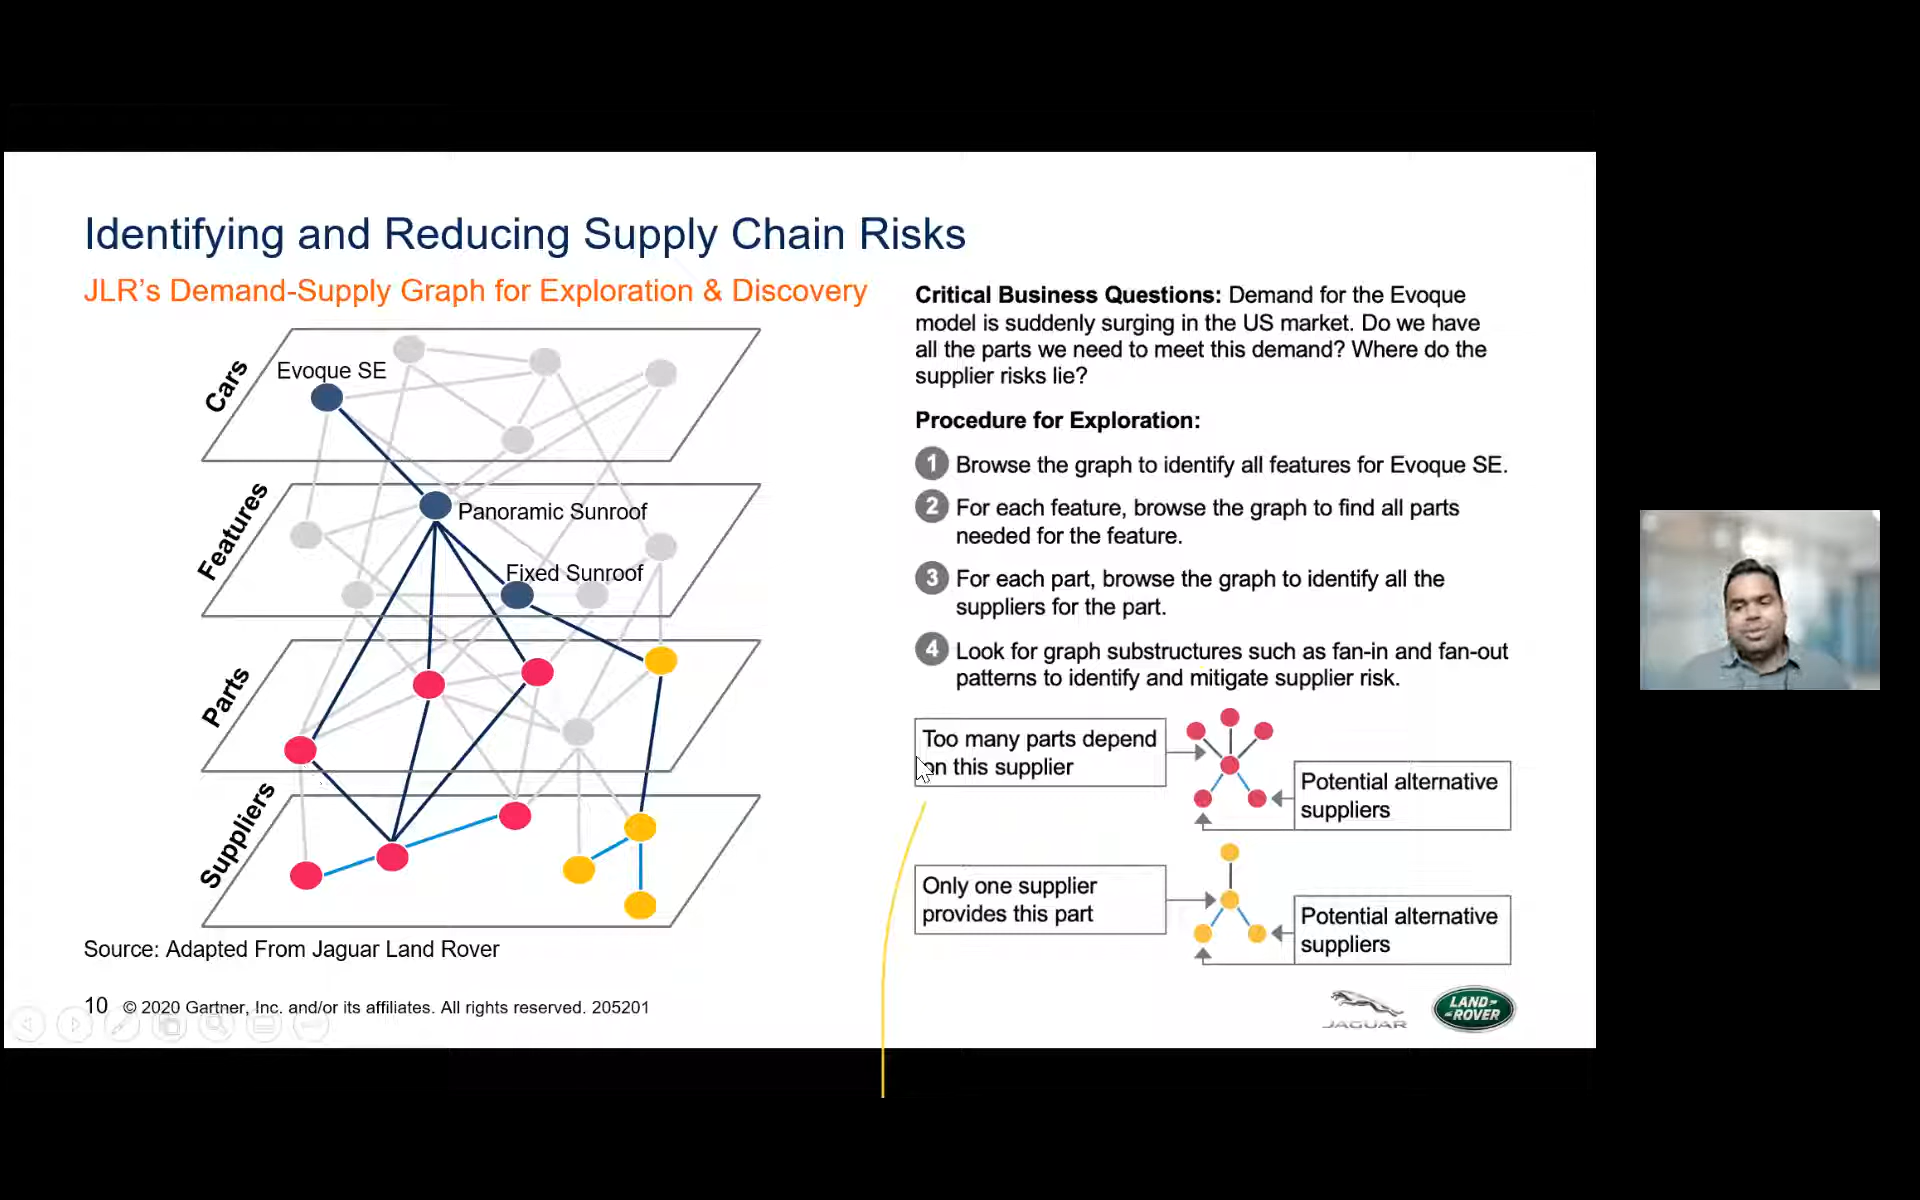 Identifying and Reducing Supply Chain Risks
JLR’s Demand-Supply Graph for Exploration & Discovery
Cars
Evoque SE
Features
Panoramic Sunroof
Fixed Sunroof
Parts
Suppliers
Source: Adapted From Jaguar Land Rover
Critical Business Questions: Demand for the Evoque
model is suddenly surging in the US market. Do we have
all the parts we need to meet this demand? Where do the
supplier risks lie?
Procedure for Exploration:
1 Browse the graph to identify all features for Evoque SE.
2 For each feature, browse the graph to find all parts
needed for the feature.
3 For each part, browse the graph to identify all the
suppliers for the part.
4 Look for graph substructures such as fan-in and fan-out
patterns to identify and mitigate supplier risk.
Too many parts depend
on this supplier
Potential alternative
suppliers
Only one supplier
provides this part
Potential alternative
suppliers
10 © 2020 Gartner, Inc. and/or its affiliates. All rights reserved. 205201
JAGUAR
LAND-
-ROVER